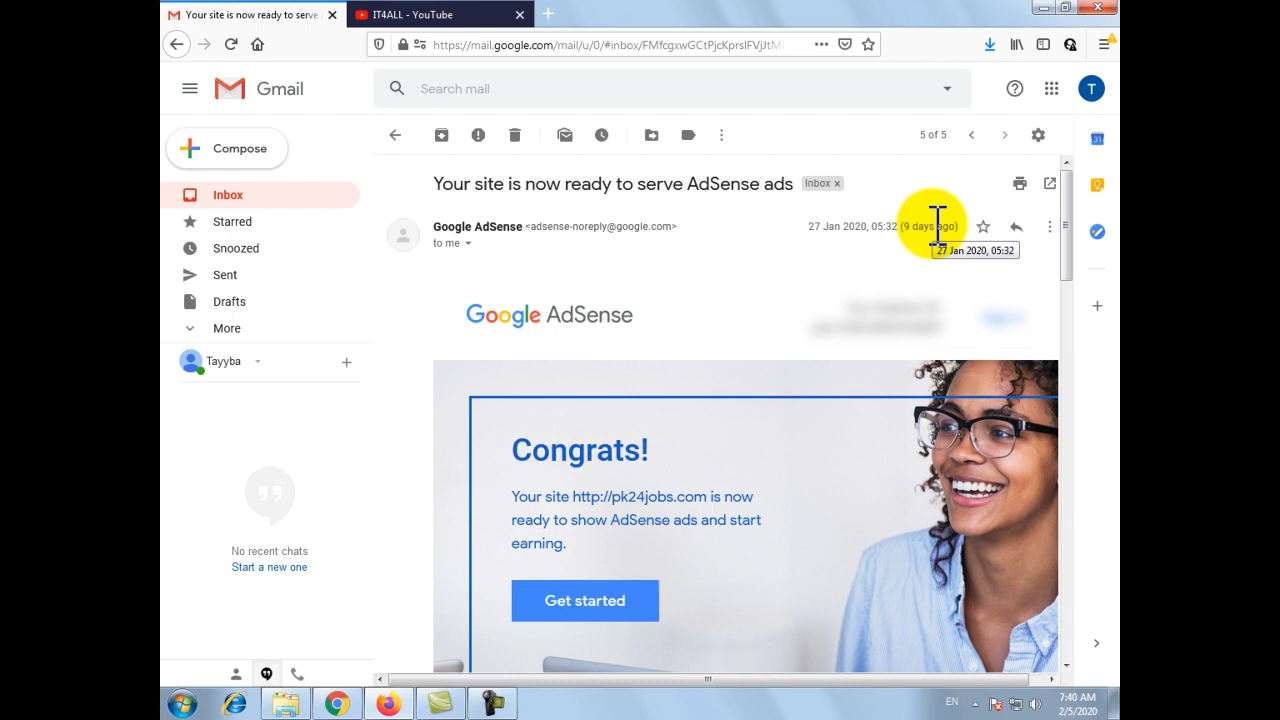 Your site is now ready to serve
IT4ALL - YouTube
https://mail.google.com/mail/u/0/#inbox/
Gmail
Search mail
T
Compose
5 of 5
Your site is now ready to serve AdSense ads
Inbox x
Inbox
Starred
Snoozed
Sent
Drafts
More
Google AdSense <adsense-noreply@google.com>
27 Jan 2020, 05:32 (9 days ago)
to me
27 Jan 2020, 05:32
31
Tayyba
Google AdSense
Congrats!
Your site http://pk24jobs.com is now
ready to show AdSense ads and start
earning.
Get started
No recent chats
Start a new one
EN
7:40 AM
2/5/2020